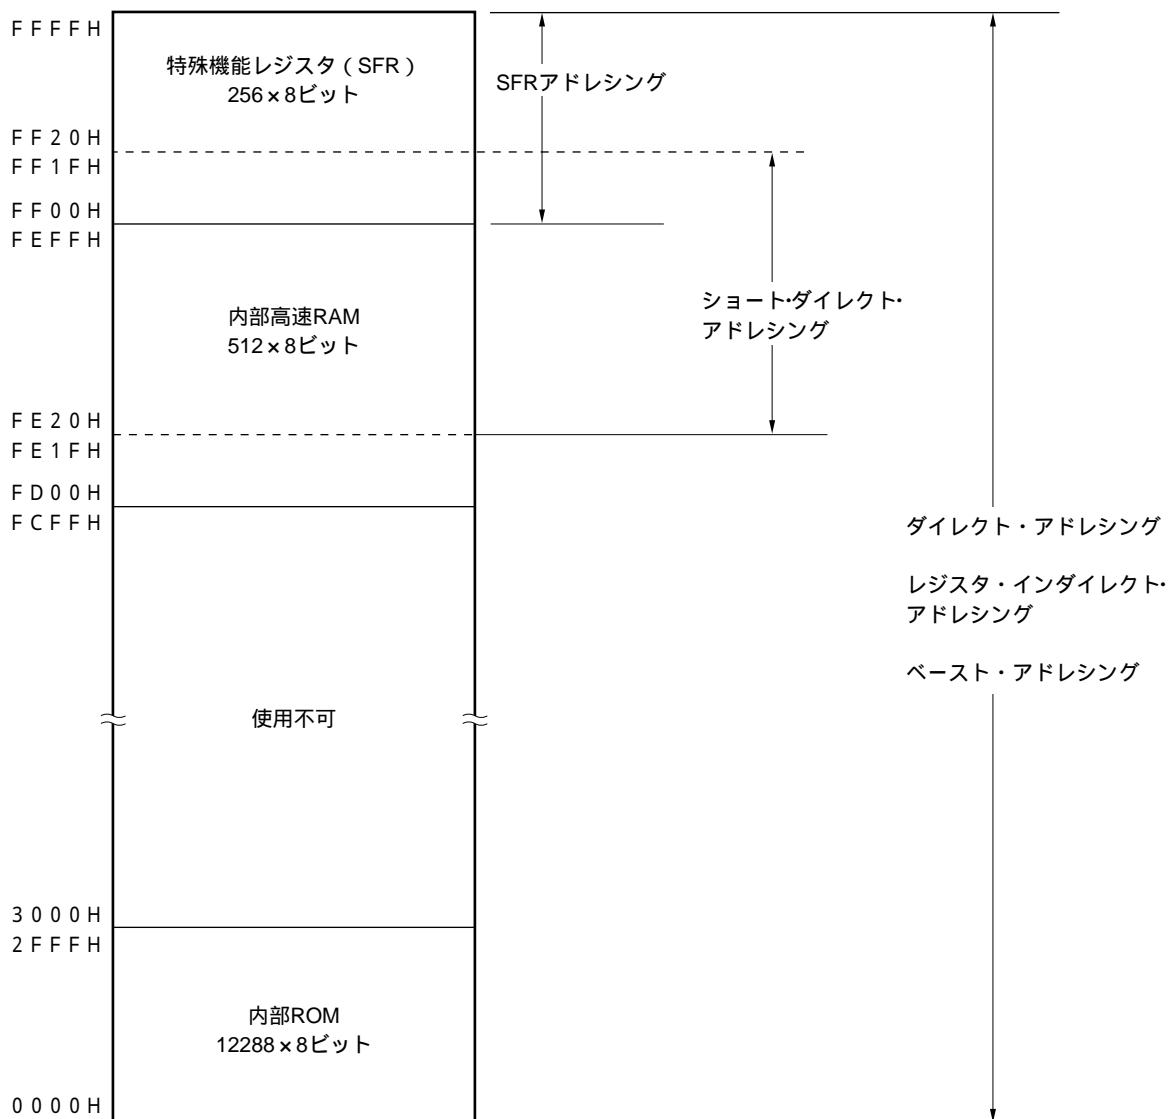 FFFFH
特殊機能レジスタ（SFR）
256×8ビット
SFRアドレシング
FF20H
FF1FH
FF00H
FEFFH
内部高速RAM
512×8ビット
ショート・ダイレクト・
アドレシング
FE20H
FE1FH
FD00H
FCFFH
ダイレクト・アドレシング
レジスタ・インダイレクト・
アドレシング
ベースト・アドレシング
使用不可
3000H
2FFFH
内部ROM
12288×8ビット
0000H